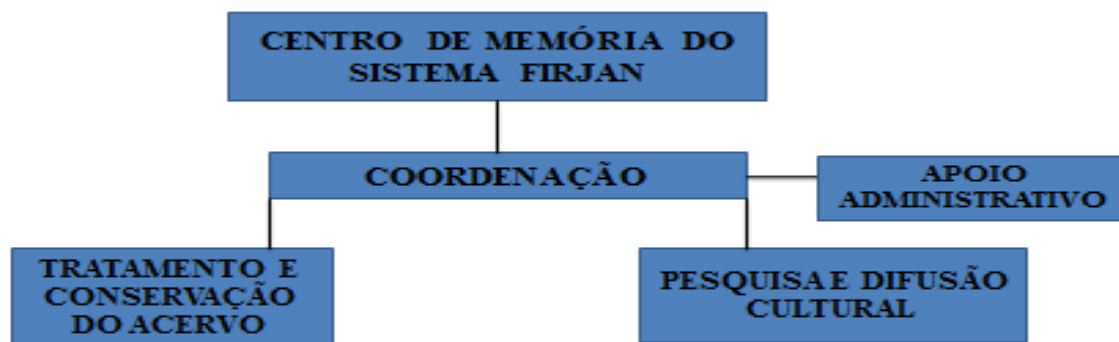 CENTRO DE MEMÓRIA DO
SISTEMA FIRJAN
COORDENAÇÃO
APOIO
ADMINISTRATIVO
TRATAMENTO E
CONSERVAÇÃO
DO ACERVO
PESQUISA E DIFUSÃO
CULTURAL